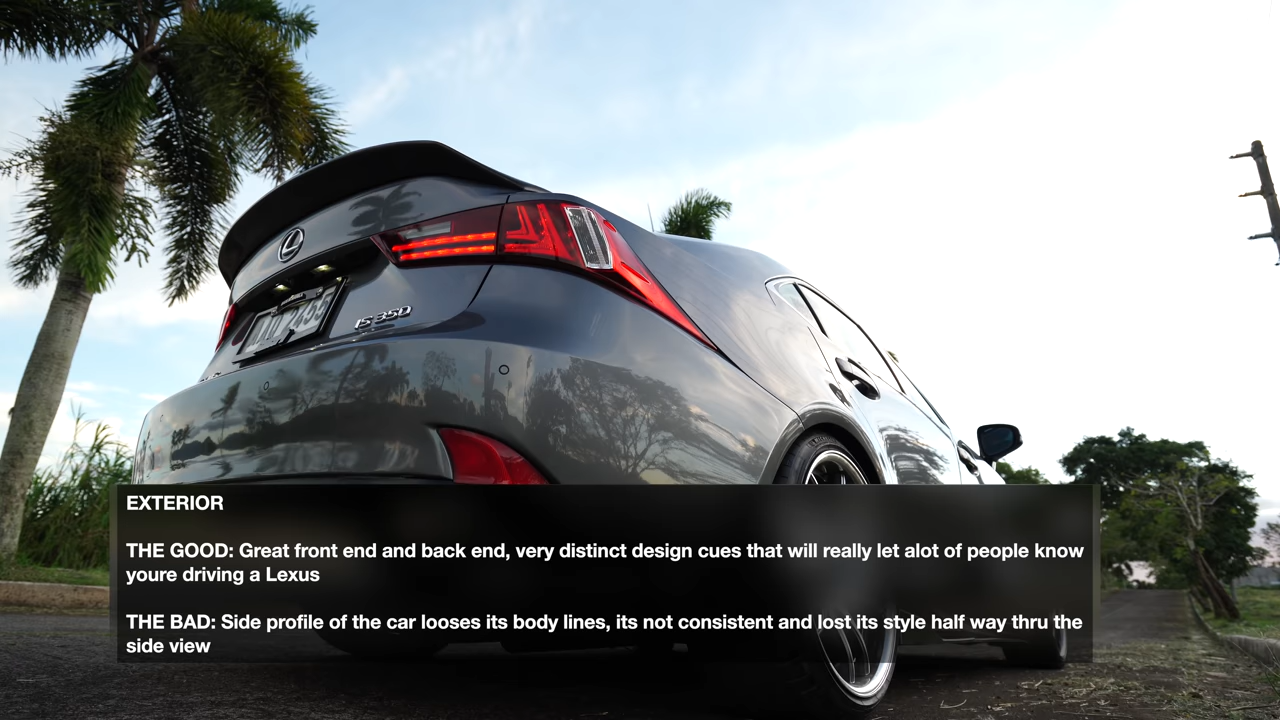 IS 350
EXTERIOR
THE GOOD: Great front end and back end, very distinct design cues that will really let alot of people know
youre driving a Lexus
THE BAD: Side profile of the car looses its body lines, its not consistent and lost its style half way thru the
side view